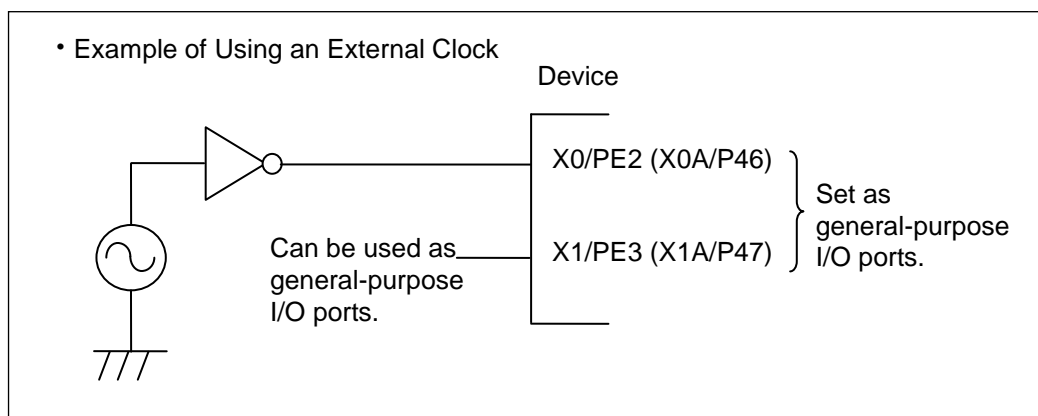 • Example of Using an External Clock
Device
X0/PE2 (X0A/P46)
Set as
general-purpose
I/O ports.
X1/PE3 (X1A/P47)
Can be used as
general-purpose
I/O ports.